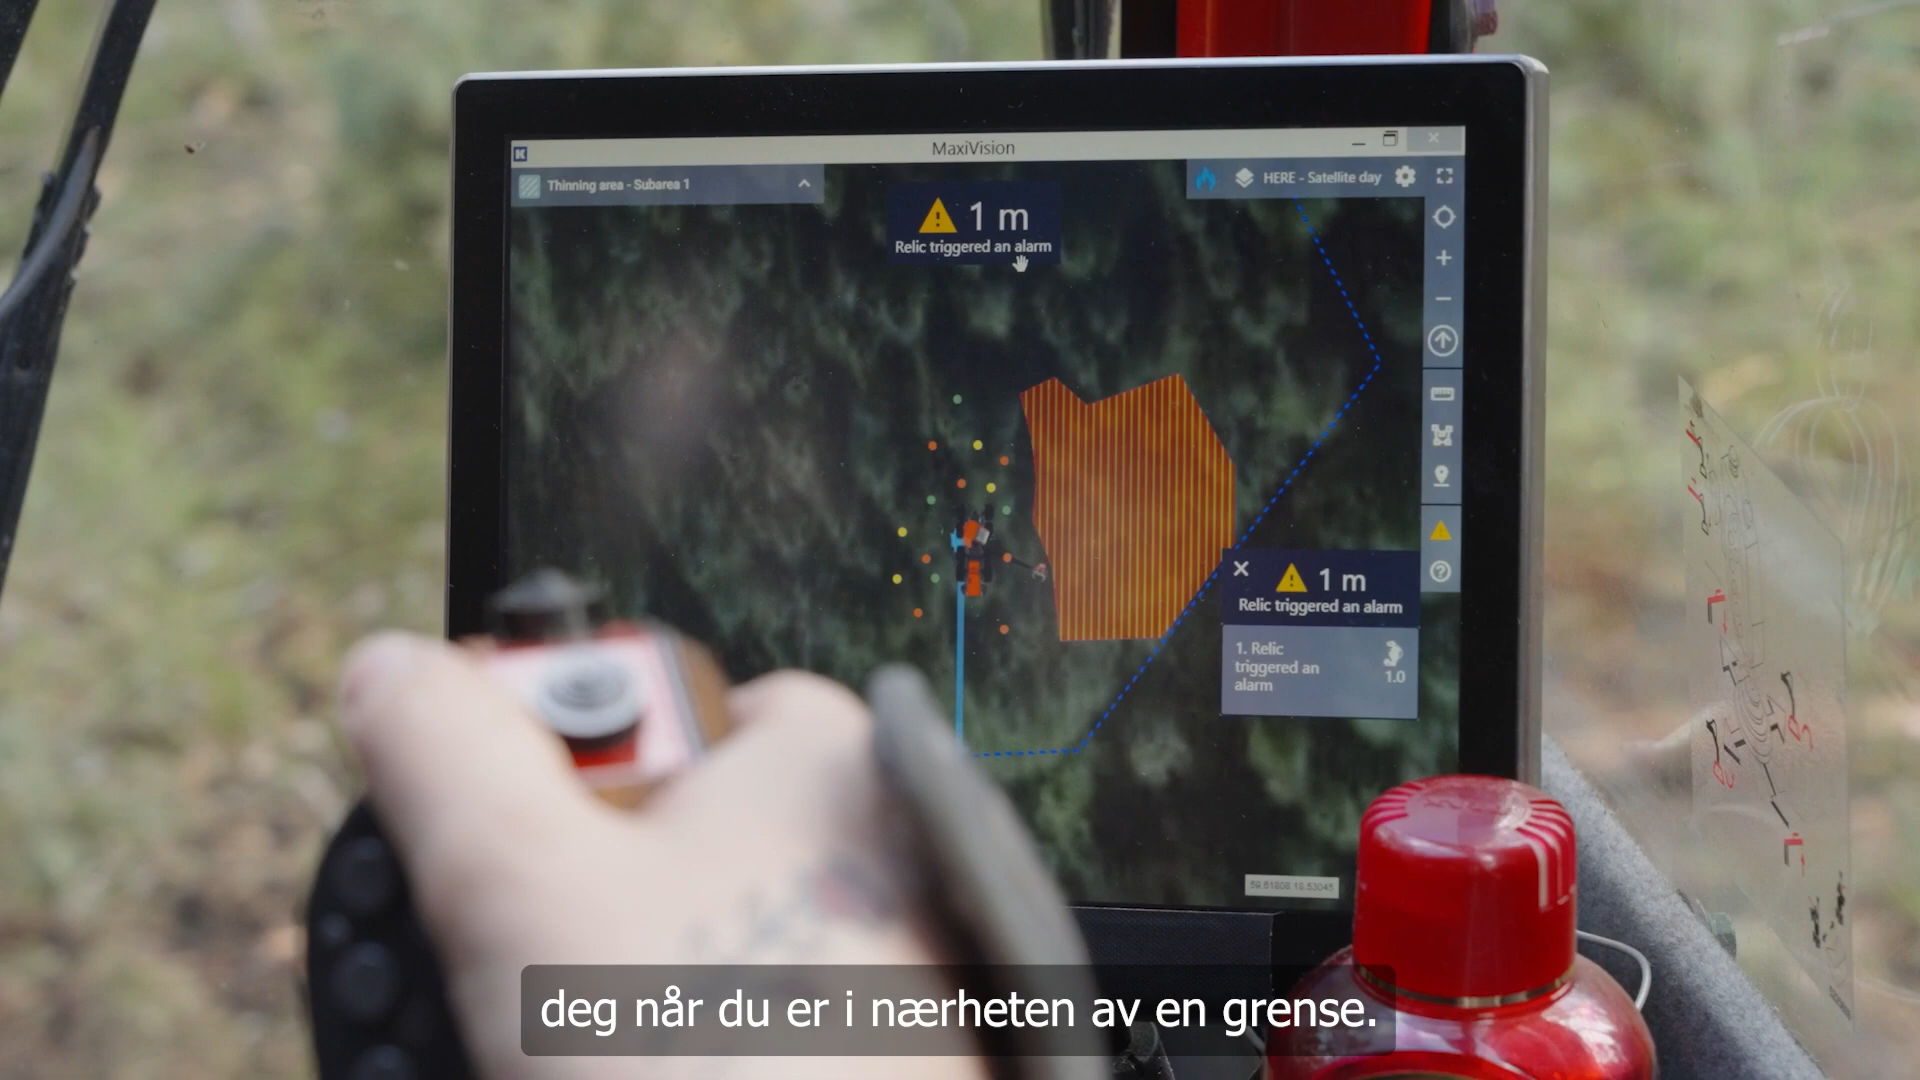 MaxiVision
Thinning area - Subarea 1
HERE - Satellite day
1 m
Relic triggered an alarm
1 m
Relic triggered an alarm
1. Relic
triggered an
alarm
1.0
deg når du er i nærheten av en grense.